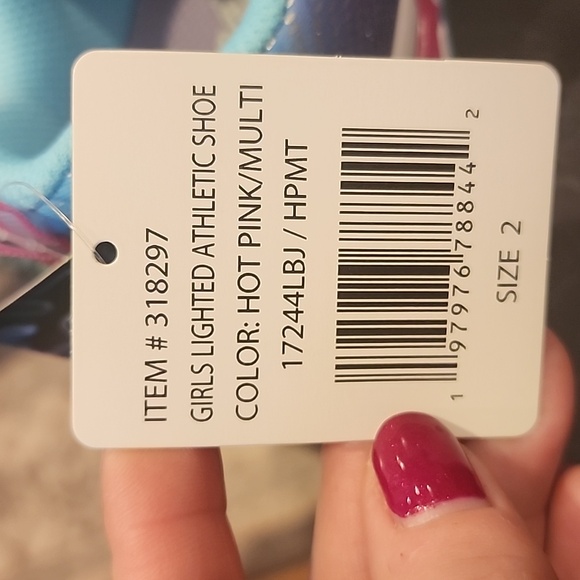 ITEM # 318297
GIRLS LIGHTED ATHLETIC SHOE
COLOR: HOT PINK/MULTI
17244LBJ / HPMT
1 97976 78844 2
SIZE 2